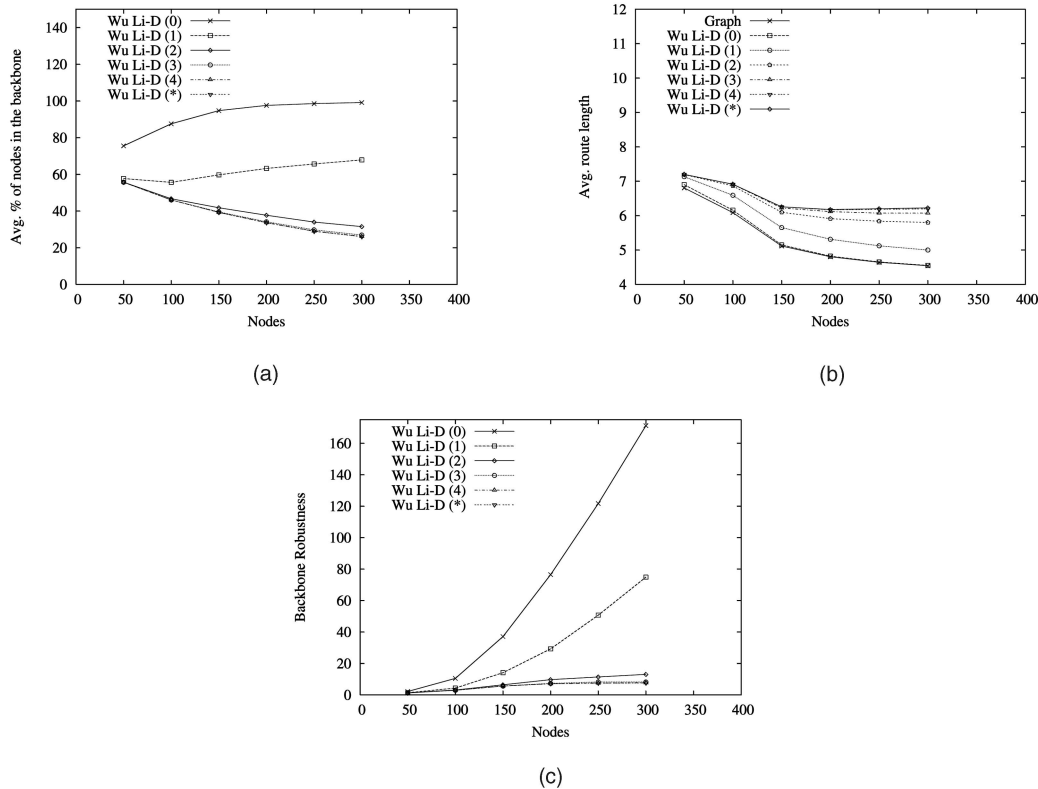 (a)
Avg. % of nodes in the backbone
140
120
100
80
60
40
20
0
Wu Li-D (0)
Wu Li-D (1)
Wu Li-D (2)
Wu Li-D (3)
Wu Li-D (4)
Wu Li-D (*)
0 50 100 150 200 250 300 350 400
Nodes
(b)
Avg. route length
12
11
10
9
8
7
6
5
4
Graph
Wu Li-D (0)
Wu Li-D (1)
Wu Li-D (2)
Wu Li-D (3)
Wu Li-D (4)
Wu Li-D (*)
0 50 100 150 200 250 300 350 400
Nodes
(a)
(b)
Backbone Robustness
160
140
120
100
80
60
40
20
0
Wu Li-D (0)
Wu Li-D (1)
Wu Li-D (2)
Wu Li-D (3)
Wu Li-D (4)
Wu Li-D (*)
0 50 100 150 200 250 300 350 400
Nodes
(c)